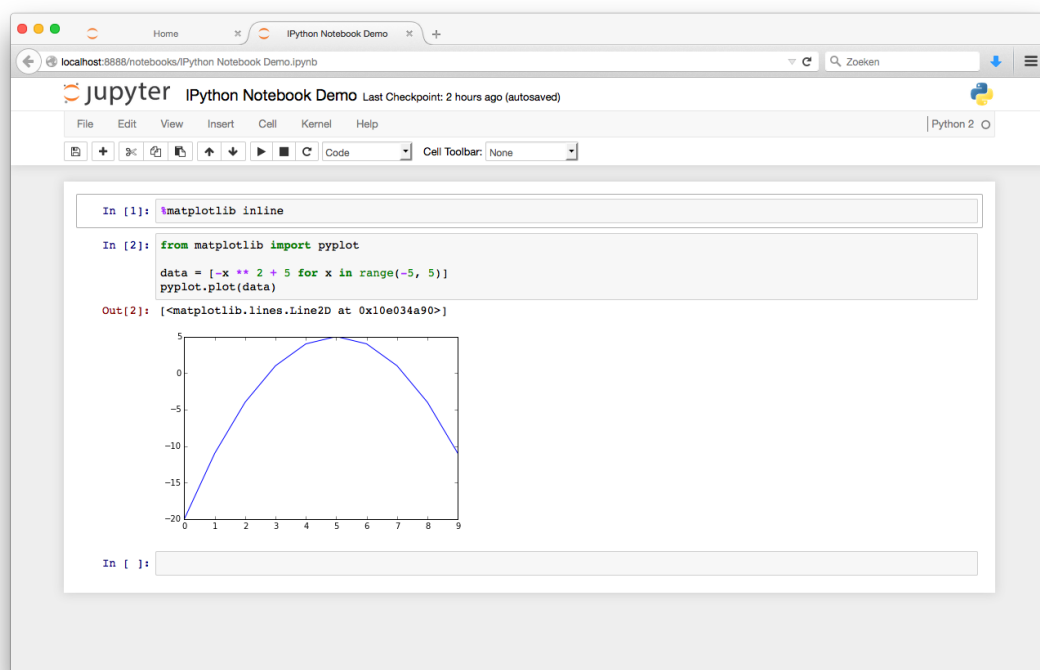 Home
IPython Notebook Demo
localhost:8888/notebooks/IPython Notebook Demo.ipynb
Zoeken
jupyter IPython Notebook Demo Last Checkpoint: 2 hours ago (autosaved)
File Edit View Insert Cell Kernel Help Python 2
Code Cell Toolbar: None
In [1]: %matplotlib inline
In [2]: from matplotlib import pyplot
data = [-x ** 2 + 5 for x in range(-5, 5)]
pyplot.plot(data)
Out[2]: [<matplotlib.lines.Line2D at 0x10e034a90>]
5
0
−5
−10
−15
−20
0 1 2 3 4 5 6 7 8 9
In [ ]: